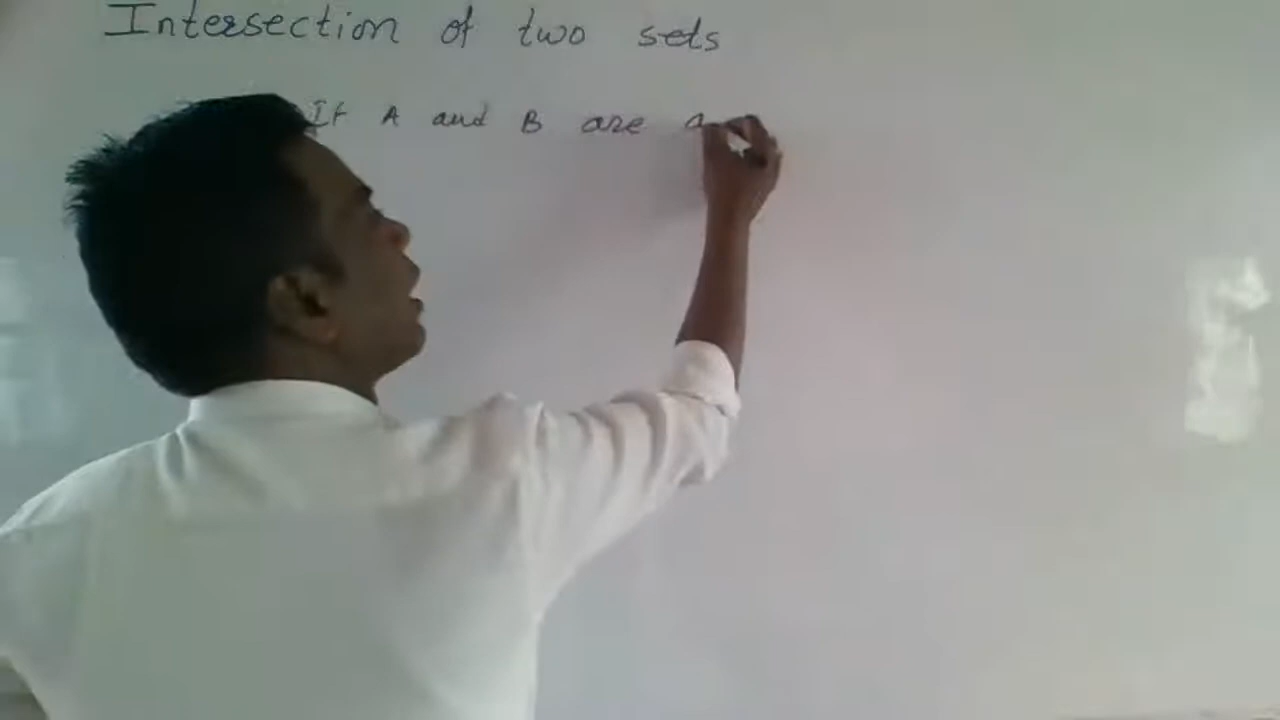 Intersection of two sets
If A and B are a